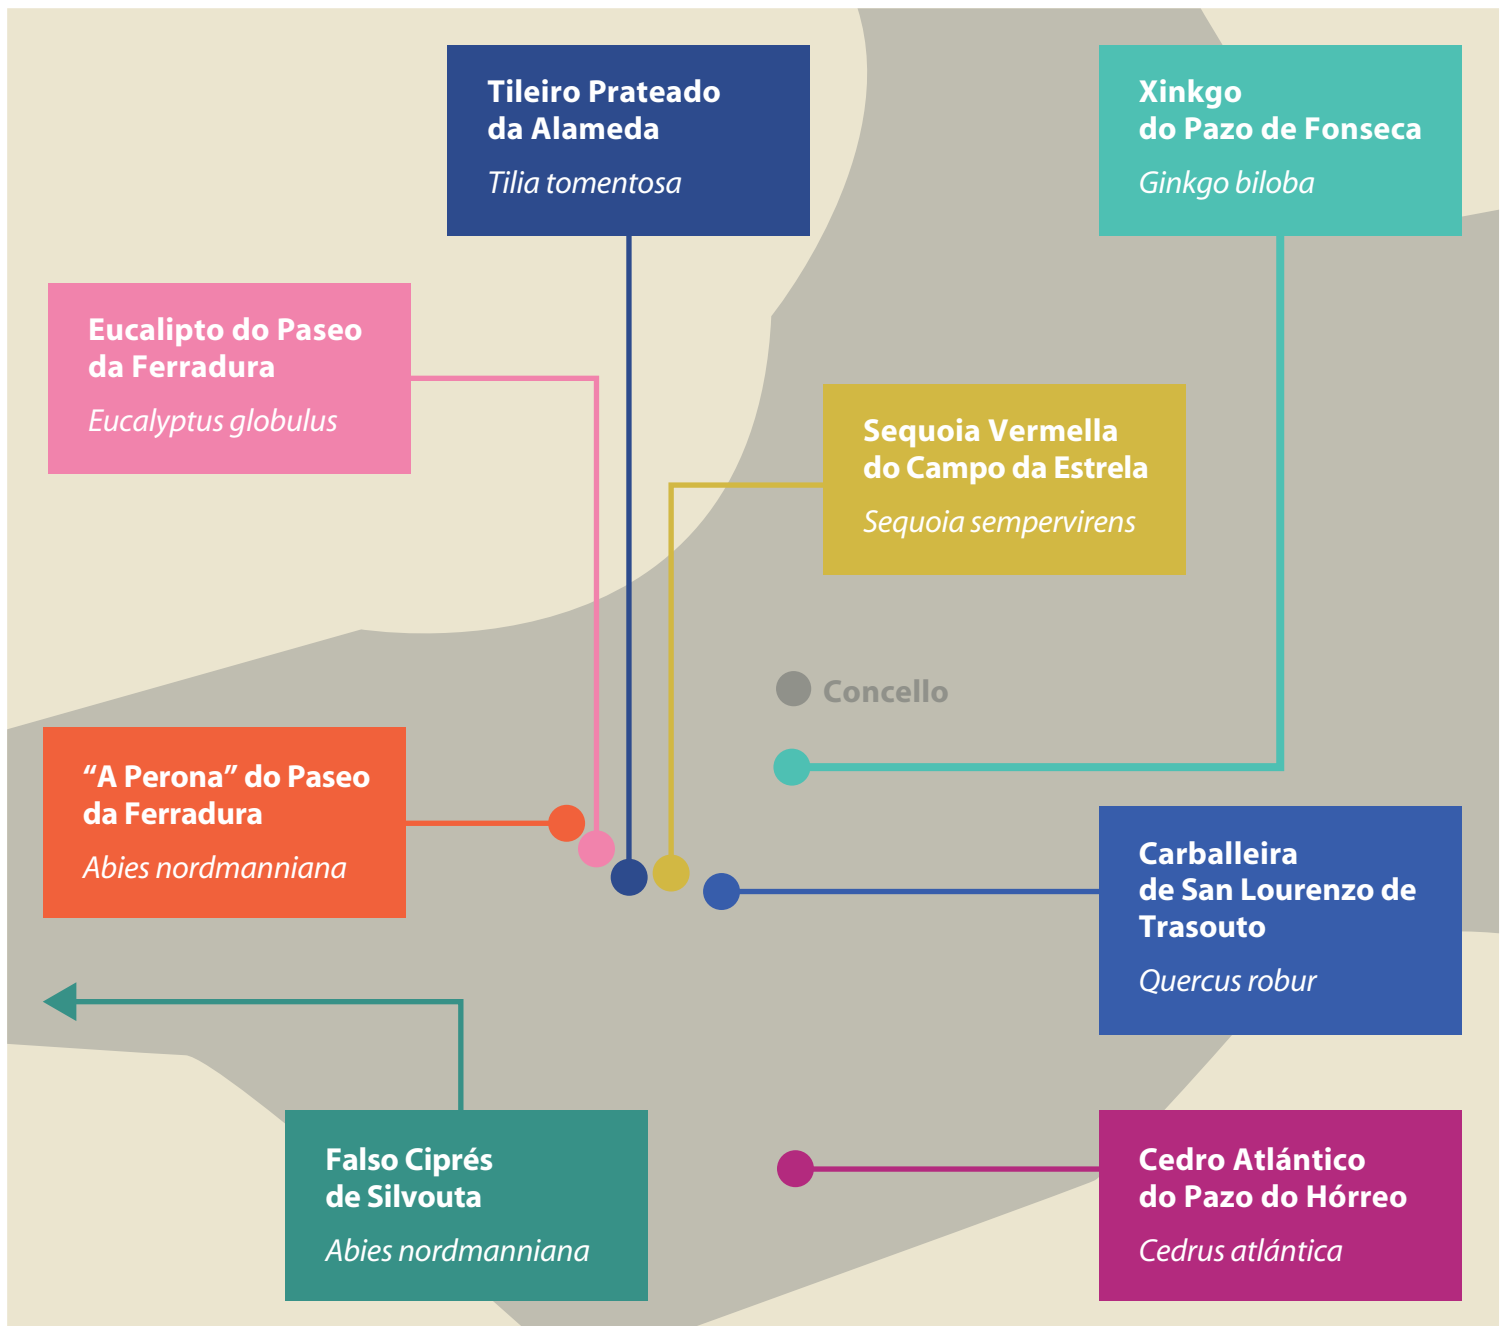 Tileiro Prateado
da Alameda
Tilia tomentosa
Xinkgo
do Pazo de Fonseca
Ginkgo biloba
Eucalipto do Paseo
da Ferradura
Eucalyptus globulus
Sequoia Vermella
do Campo da Estrela
Sequoia sempervirens
Concello
“A Perona” do Paseo
da Ferradura
Abies nordmanniana
Carballeira
de San Lourenzo de
Trasouto
Quercus robur
Falso Ciprés
de Silvouta
Abies nordmanniana
Cedro Atlántico
do Pazo do Hórreo
Cedrus atlántica